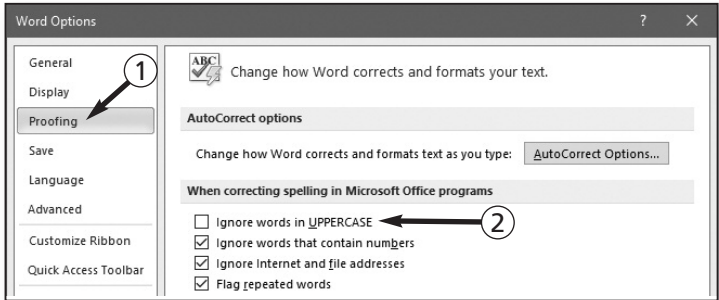 Word Options ? ✕
General
Display
Proofing
Save
Language
Advanced
Customize Ribbon
Quick Access Toolbar
1
ABC
Change how Word corrects and formats your text.
AutoCorrect options
Change how Word corrects and formats text as you type: AutoCorrect Options...
When correcting spelling in Microsoft Office programs
Ignore words in UPPERCASE 2
Ignore words that contain numbers
Ignore Internet and file addresses
Flag repeated words